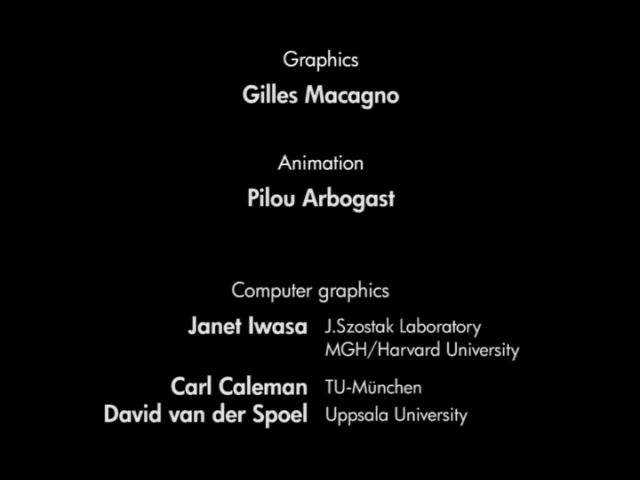 Graphics
Gilles Macagno
Animation
Pilou Arbogast
Computer graphics
Janet Iwasa J.Szostak Laboratory
MGH/Harvard University
Carl Caleman TU-München
David van der Spoel Uppsala University